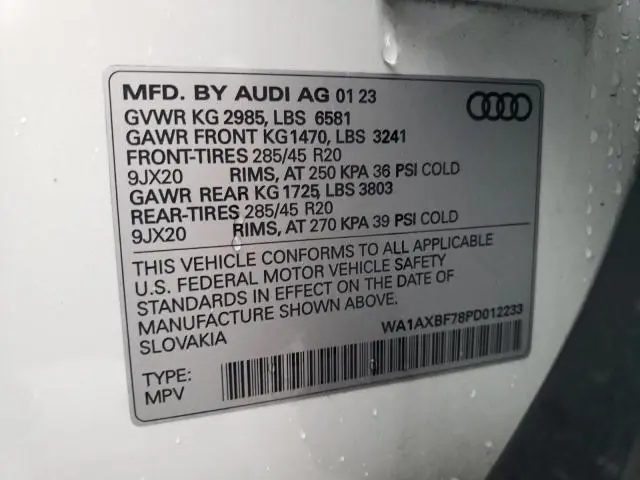 MFD. BY AUDI AG 01 23
GVWR KG 2985, LBS 6581
GAWR FRONT KG 1470, LBS 3241
FRONT-TIRES 285/45 R20
9JX20 RIMS, AT 250 KPA 36 PSI COLD
GAWR REAR KG 1725, LBS 3803
REAR-TIRES 285/45 R20
9JX20 RIMS, AT 270 KPA 39 PSI COLD
THIS VEHICLE CONFORMS TO ALL APPLICABLE
U.S. FEDERAL MOTOR VEHICLE SAFETY
STANDARDS IN EFFECT ON THE DATE OF
MANUFACTURE SHOWN ABOVE.
SLOVAKIA
WA1AXBF78PD012233
TYPE:
MPV